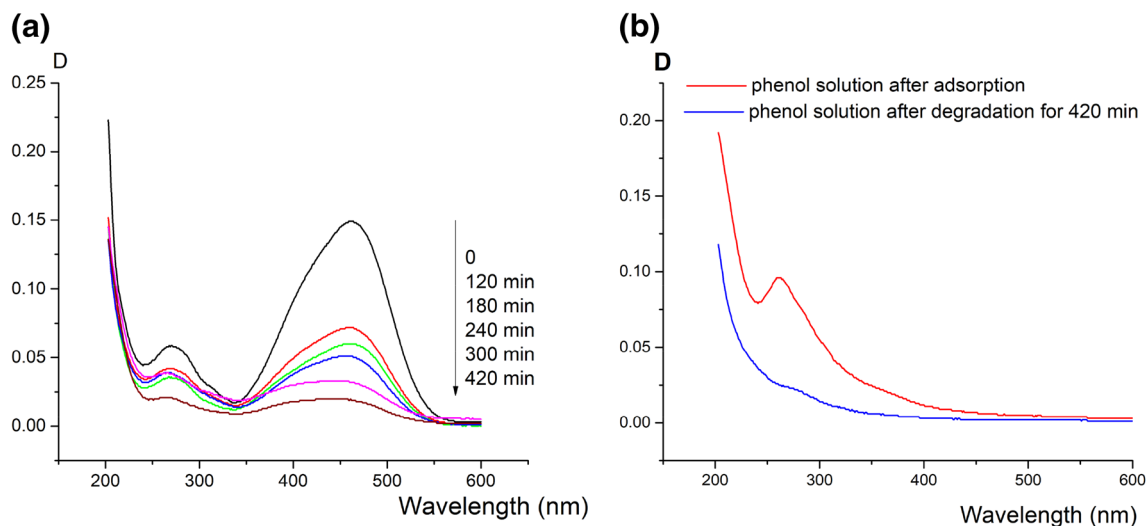 (a)
D
0.25
0.20
0.15
0.10
0.05
0.00
0
120 min
180 min
240 min
300 min
420 min
200 300 400 500 600
Wavelength (nm)
(b)
D
phenol solution after adsorption
phenol solution after degradation for 420 min
0.20
0.15
0.10
0.05
0.00
200 300 400 500 600
Wavelength (nm)